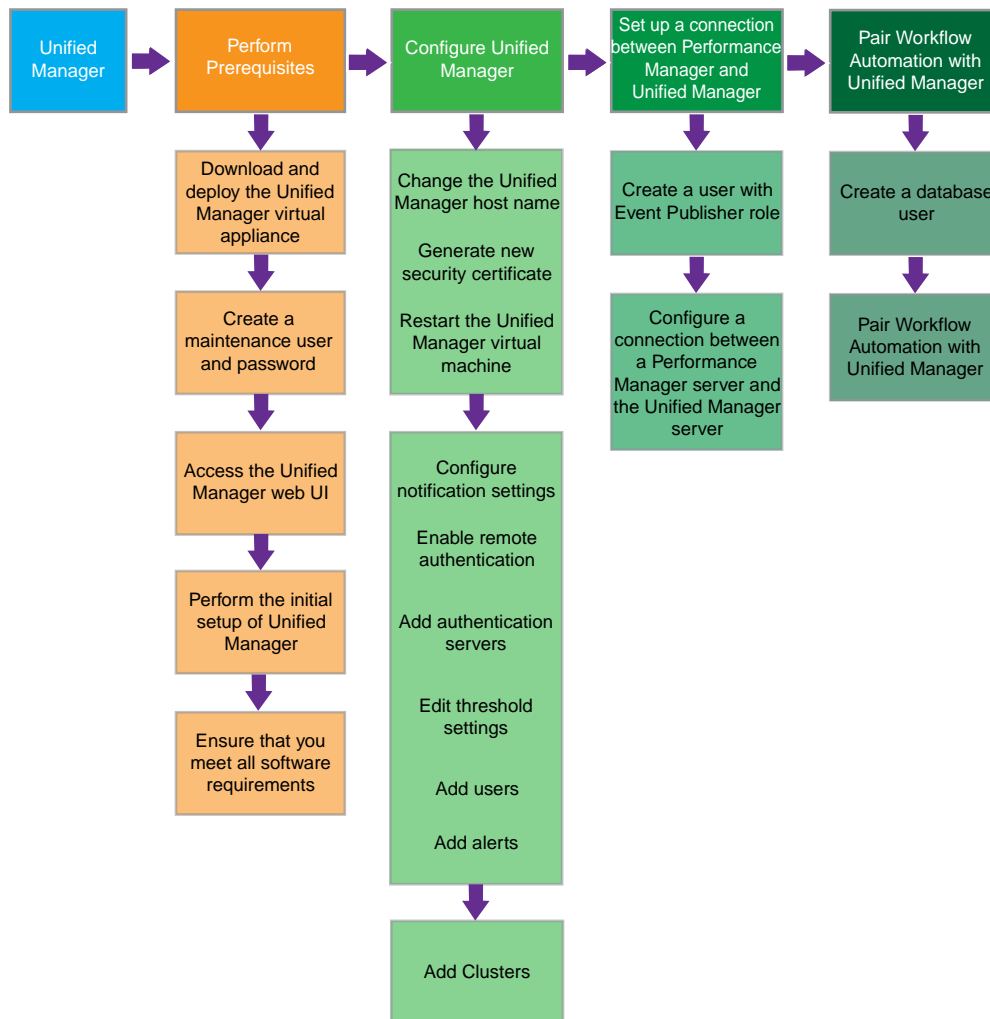 Unified
Manager
Perform
Prerequisites
Configure Unified
Manager
Set up a connection
between Performance
Manager and
Unified Manager
Pair Workflow
Automation with
Unified Manager
Download and
deploy the Unified
Manager virtual
appliance
Create a
maintenance user
and password
Access the Unified
Manager web UI
Perform the initial
setup of Unified
Manager
Ensure that you
meet all software
requirements
Change the Unified
Manager host name
Generate new
security certificate
Restart the Unified
Manager virtual
machine
Configure
notification settings
Enable remote
authentication
Add authentication
servers
Edit threshold
settings
Add users
Add alerts
Add Clusters
Create a user with
Event Publisher role
Configure a
connection between
a Performance
Manager server and
the Unified Manager
server
Create a database
user
Pair Workflow
Automation with
Unified Manager